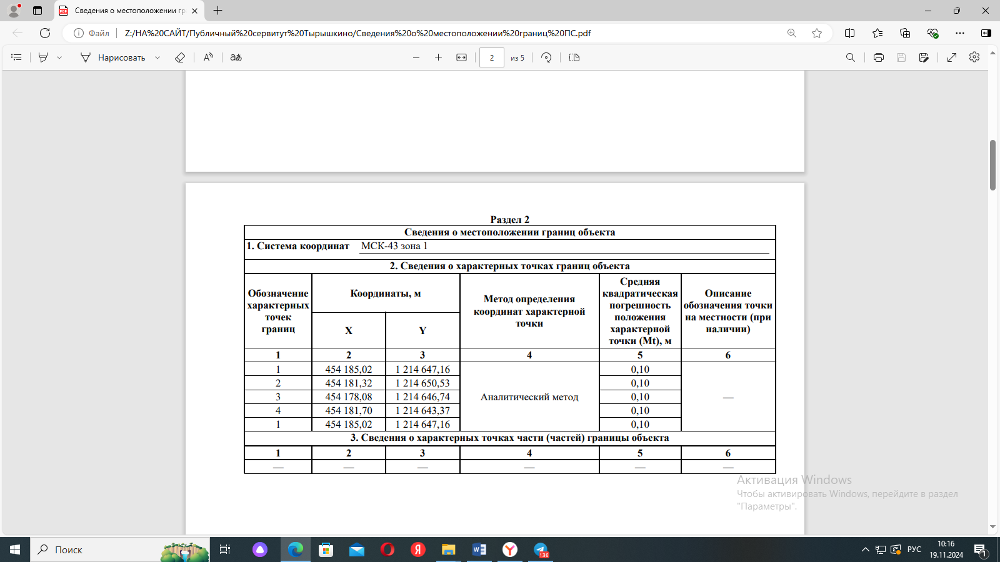 Сведения о местоположении гр
Файл
Z:/НА%20САЙТ/Публичный%20сервитут%20Тырышкино/Сведения%20о%20местоположении%20границ%20ПС.pdf
Нарисовать
аあ
2
из 5
Раздел 2
Сведения о местоположении границ объекта
1. Система координат МСК-43 зона 1
2. Сведения о характерных точках границ объекта
Обозначение характерных точек границ
Координаты, м
X
Y
Метод определения координат характерной точки
Средняя квадратическая погрешность положения характерной точки (Mt), м
Описание обозначения точки на местности (при наличии)
1 2 3 4 5 6
1 454 185,02 1 214 647,16 0,10
2 454 181,32 1 214 650,53 0,10
3 454 178,08 1 214 646,74 Аналитический метод 0,10 —
4 454 181,70 1 214 643,37 0,10
1 454 185,02 1 214 647,16 0,10
3. Сведения о характерных точках части (частей) границы объекта
1 2 3 4 5 6
— — — — — —
Активация Windows
Чтобы активировать Windows, перейдите в раздел
"Параметры".
Поиск
136
РУС
10:16
19.11.2024
1